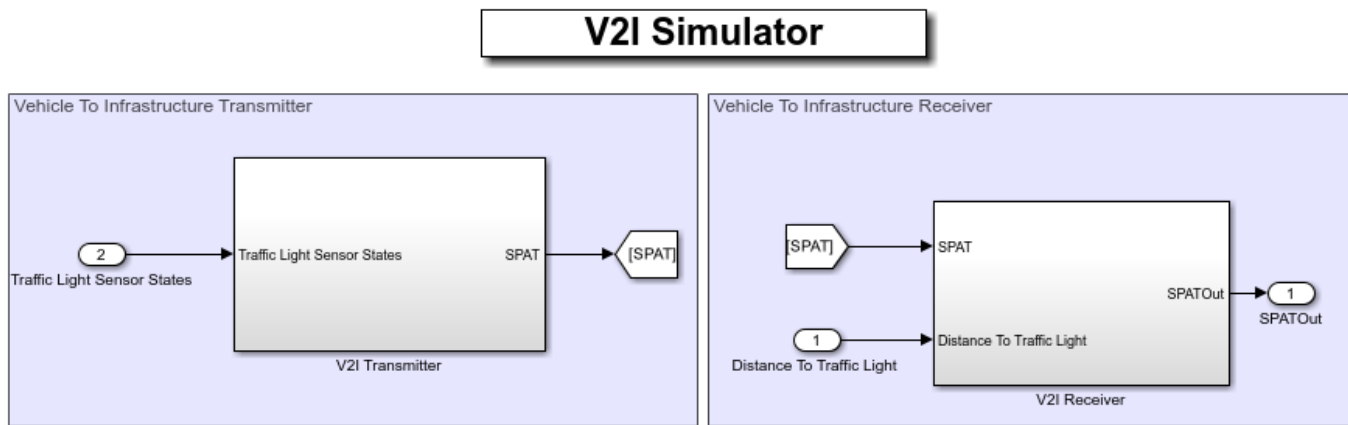 V2I Simulator
Vehicle To Infrastructure Transmitter
2
Traffic Light Sensor States
Traffic Light Sensor States
SPAT
[SPAT]
V2I Transmitter
Vehicle To Infrastructure Receiver
[SPAT]
SPAT
1
Distance To Traffic Light
Distance To Traffic Light
SPATOut
1
SPATOut
V2I Receiver